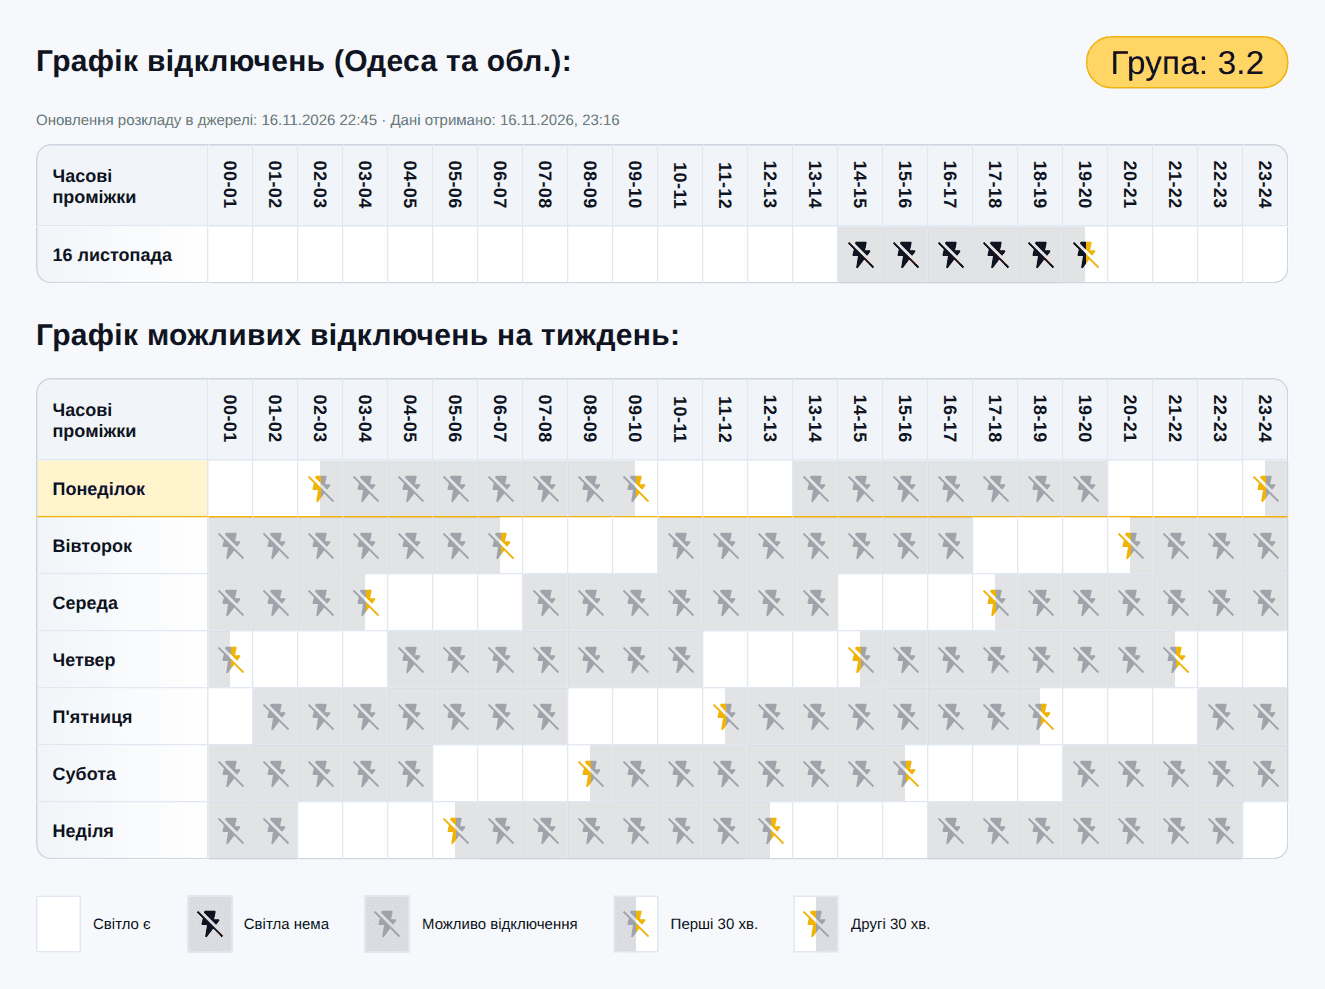 Графік відключень (Одеса та обл.):
Група: 3.2
Оновлення розкладу в джерелі: 16.11.2026 22:45 · Дані отримано: 16.11.2026, 23:16
Часові
проміжки
00-01 01-02 02-03 03-04 04-05 05-06 06-07 07-08 08-09 09-10 10-11 11-12 12-13 13-14 14-15 15-16 16-17 17-18 18-19 19-20 20-21 21-22 22-23 23-24
16 листопада
Графік можливих відключень на тиждень:
Часові
проміжки
00-01 01-02 02-03 03-04 04-05 05-06 06-07 07-08 08-09 09-10 10-11 11-12 12-13 13-14 14-15 15-16 16-17 17-18 18-19 19-20 20-21 21-22 22-23 23-24
Понеділок
Вівторок
Середа
Четвер
П'ятниця
Субота
Неділя
Світло є
Світла нема
Можливо відключення
Перші 30 хв.
Другі 30 хв.